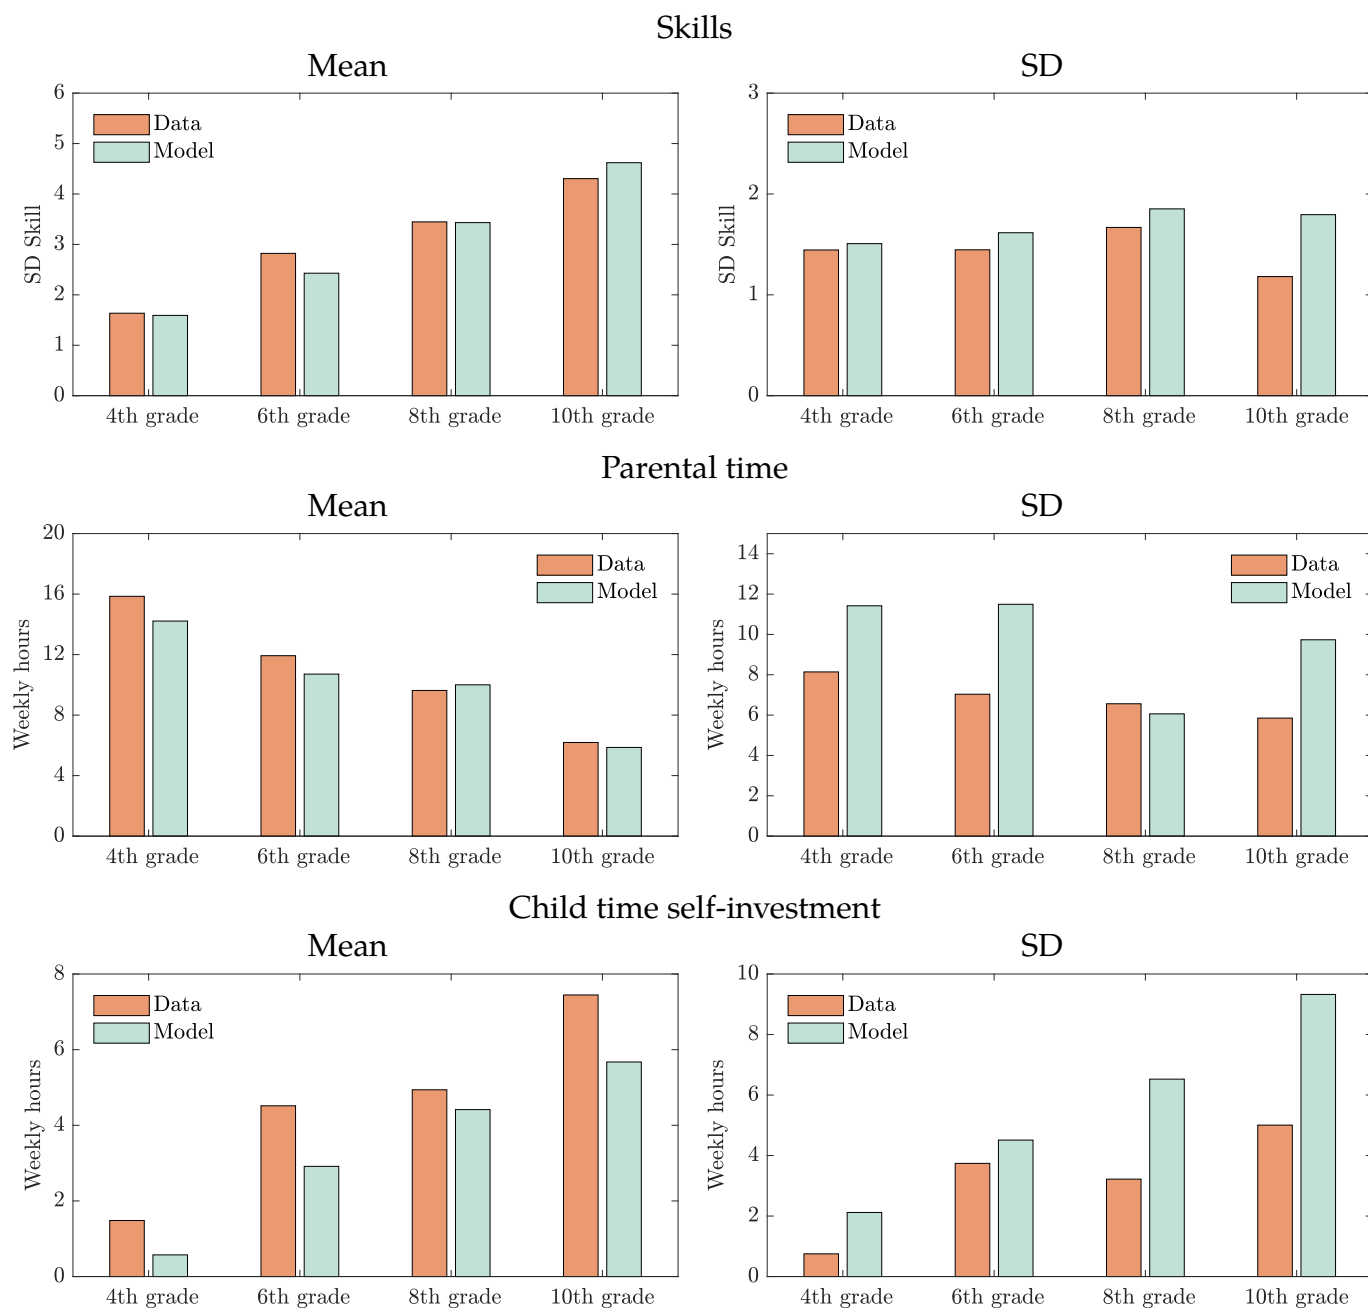 Skills
Mean
SD
6
5
4
3
2
1
0
SD Skill
Data
Model
4th grade 6th grade 8th grade 10th grade
3
2
1
0
SD Skill
Data
Model
4th grade 6th grade 8th grade 10th grade
Parental time
Mean
SD
20
16
12
8
4
0
Weekly hours
Data
Model
4th grade 6th grade 8th grade 10th grade
14
12
10
8
6
4
2
0
Weekly hours
Data
Model
4th grade 6th grade 8th grade 10th grade
Child time self-investment
Mean
SD
8
6
4
2
0
Weekly hours
Data
Model
4th grade 6th grade 8th grade 10th grade
10
8
6
4
2
0
Weekly hours
Data
Model
4th grade 6th grade 8th grade 10th grade